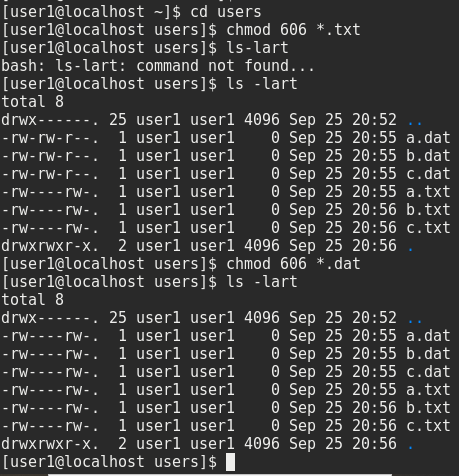 [user1@localhost ~]$ cd users
[user1@localhost users]$ chmod 606 *.txt
[user1@localhost users]$ ls-lart
bash: ls-lart: command not found...
[user1@localhost users]$ ls -lart
total 8
drwx------. 25 user1 user1 4096 Sep 25 20:52 ..
-rw-rw-r--.  1 user1 user1    0 Sep 25 20:55 a.dat
-rw-rw-r--.  1 user1 user1    0 Sep 25 20:55 b.dat
-rw-rw-r--.  1 user1 user1    0 Sep 25 20:55 c.dat
-rw----rw-.  1 user1 user1    0 Sep 25 20:55 a.txt
-rw----rw-.  1 user1 user1    0 Sep 25 20:56 b.txt
-rw----rw-.  1 user1 user1    0 Sep 25 20:56 c.txt
drwxrwxr-x.  2 user1 user1 4096 Sep 25 20:56 .
[user1@localhost users]$ chmod 606 *.dat
[user1@localhost users]$ ls -lart
total 8
drwx------. 25 user1 user1 4096 Sep 25 20:52 ..
-rw----rw-.  1 user1 user1    0 Sep 25 20:55 a.dat
-rw----rw-.  1 user1 user1    0 Sep 25 20:55 b.dat
-rw----rw-.  1 user1 user1    0 Sep 25 20:55 c.dat
-rw----rw-.  1 user1 user1    0 Sep 25 20:55 a.txt
-rw----rw-.  1 user1 user1    0 Sep 25 20:56 b.txt
-rw----rw-.  1 user1 user1    0 Sep 25 20:56 c.txt
drwxrwxr-x.  2 user1 user1 4096 Sep 25 20:56 .
[user1@localhost users]$